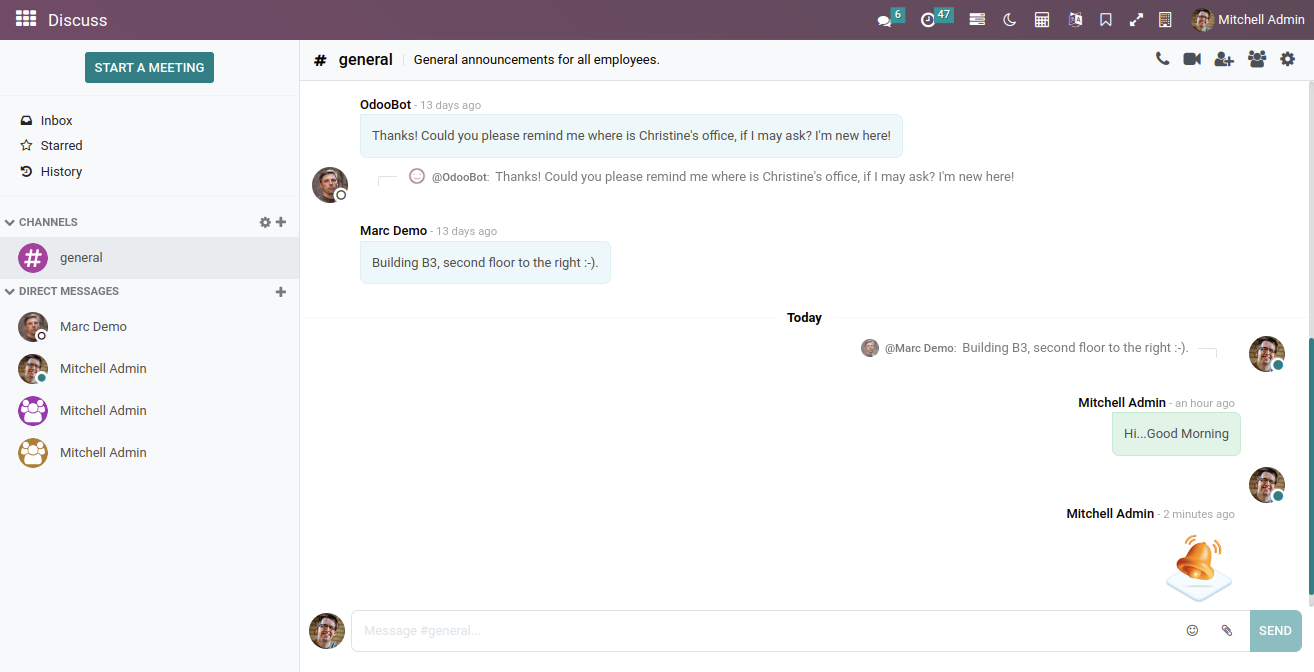 Discuss
6
47
Mitchell Admin
START A MEETING
Inbox
Starred
History
CHANNELS
general
DIRECT MESSAGES
Marc Demo
Mitchell Admin
Mitchell Admin
Mitchell Admin
# general
General announcements for all employees.
OdooBot - 13 days ago
Thanks! Could you please remind me where is Christine's office, if I may ask? I'm new here!
@OdooBot: Thanks! Could you please remind me where is Christine's office, if I may ask? I'm new here!
Marc Demo - 13 days ago
Building B3, second floor to the right :-).
Today
@Marc Demo: Building B3, second floor to the right :-).
Mitchell Admin - an hour ago
Hi...Good Morning
Mitchell Admin - 2 minutes ago
Message #general...
SEND